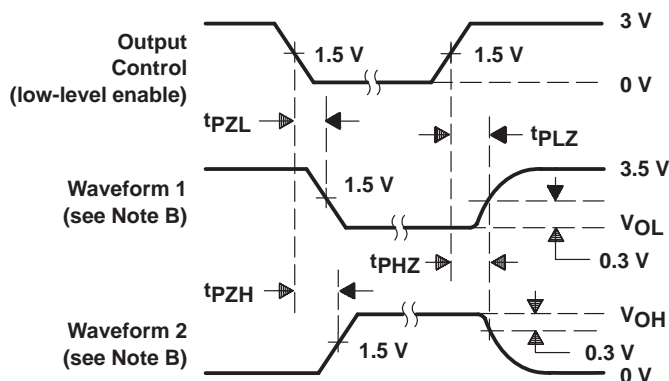 3 V
Output
Control
(low-level enable)
1.5 V
1.5 V
0 V
tPZL
tPLZ
3.5 V
Waveform 1
(see Note B)
1.5 V
VOL
tPHZ
0.3 V
tPZH
VOH
Waveform 2
(see Note B)
1.5 V
0.3 V
0 V